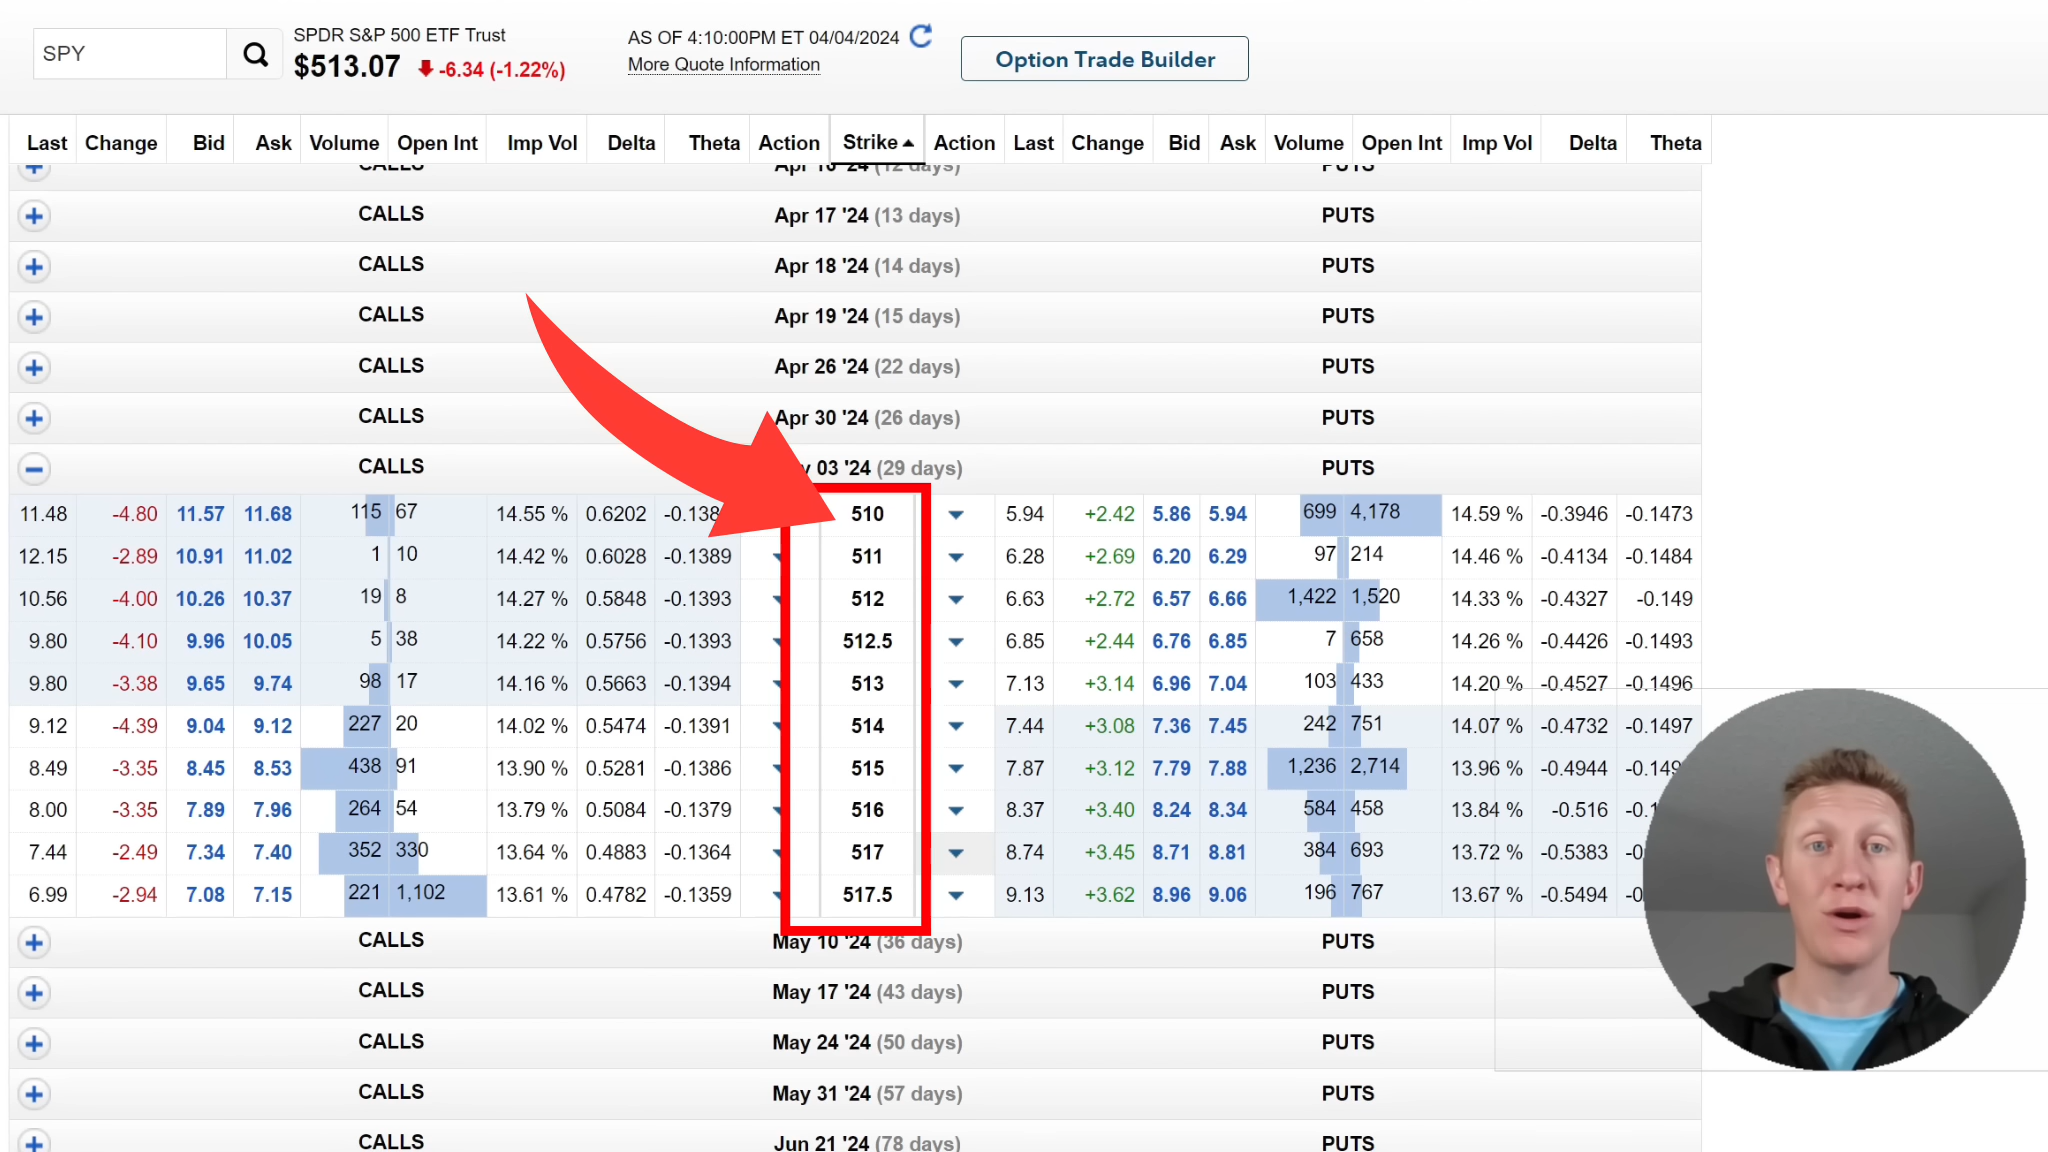 SPY
SPDR S&P 500 ETF Trust
$513.07 -6.34 (-1.22%)
AS OF 4:10:00PM ET 04/04/2024
More Quote Information
Option Trade Builder
Last Change Bid Ask Volume Open Int Imp Vol Delta Theta Action Strike Action Last Change Bid Ask Volume Open Int Imp Vol Delta Theta
CALLS Apr 16 '24 (12 days) PUTS
CALLS Apr 17 '24 (13 days) PUTS
CALLS Apr 18 '24 (14 days) PUTS
CALLS Apr 19 '24 (15 days) PUTS
CALLS Apr 26 '24 (22 days) PUTS
CALLS Apr 30 '24 (26 days) PUTS
CALLS 03 '24 (29 days) PUTS
11.48 -4.80 11.57 11.68 115 67 14.55 % 0.6202 510 5.94 +2.42 5.86 5.94 699 4,178 14.59 % -0.3946 -0.1473
12.15 -2.89 10.91 11.02 1 10 14.42 % 0.6028 -0.1389 511 6.28 +2.69 6.20 6.29 97 214 14.46 % -0.4134 -0.1484
10.56 -4.00 10.26 10.37 19 8 14.27 % 0.5848 -0.1393 512 6.63 +2.72 6.57 6.66 1,422 1,520 14.33 % -0.4327 -0.149
9.80 -4.10 9.96 10.05 5 38 14.22 % 0.5756 -0.1393 512.5 6.85 +2.44 6.76 6.85 7 658 14.26 % -0.4426 -0.1493
9.80 -3.38 9.65 9.74 98 17 14.16 % 0.5663 -0.1394 513 7.13 +3.14 6.96 7.04 103 433 14.20 % -0.4527 -0.1496
9.12 -4.39 9.04 9.12 227 20 14.02 % 0.5474 -0.1391 514 7.44 +3.08 7.36 7.45 242 751 14.07 % -0.4732 -0.1497
8.49 -3.35 8.45 8.53 438 91 13.90 % 0.5281 -0.1386 515 7.87 +3.12 7.79 7.88 1,236 2,714 13.96 % -0.4944
8.00 -3.35 7.89 7.96 264 54 13.79 % 0.5084 -0.1379 516 8.37 +3.40 8.24 8.34 584 458 13.84 % -0.516
7.44 -2.49 7.34 7.40 352 330 13.64 % 0.4883 -0.1364 517 8.74 +3.45 8.71 8.81 384 693 13.72 % -0.5383
6.99 -2.94 7.08 7.15 221 1,102 13.61 % 0.4782 -0.1359 517.5 9.13 +3.62 8.96 9.06 196 767 13.67 % -0.5494
CALLS May 10 '24 (36 days) PUTS
CALLS May 17 '24 (43 days) PUTS
CALLS May 24 '24 (50 days) PUTS
CALLS May 31 '24 (57 days) PUTS
CALLS Jun 21 '24 (78 days) PUTS